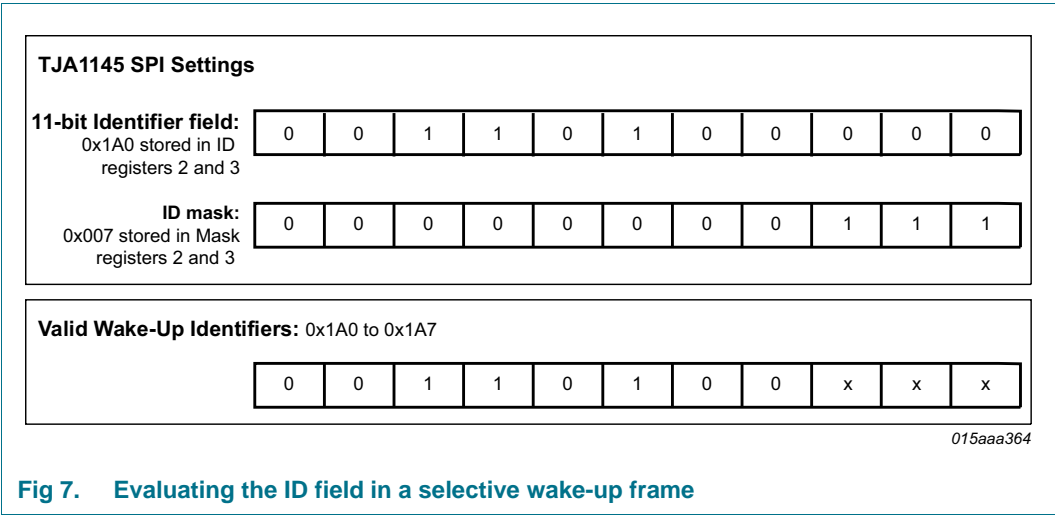 TJA1145 SPI Settings
11-bit Identifier field:
0x1A0 stored in ID
registers 2 and 3
0 0 1 1 0 1 0 0 0 0 0
ID mask:
0x007 stored in Mask
registers 2 and 3
0 0 0 0 0 0 0 0 1 1 1
Valid Wake-Up Identifiers: 0x1A0 to 0x1A7
0 0 1 1 0 1 0 0 x x x
015aaa364
Fig 7. Evaluating the ID field in a selective wake-up frame